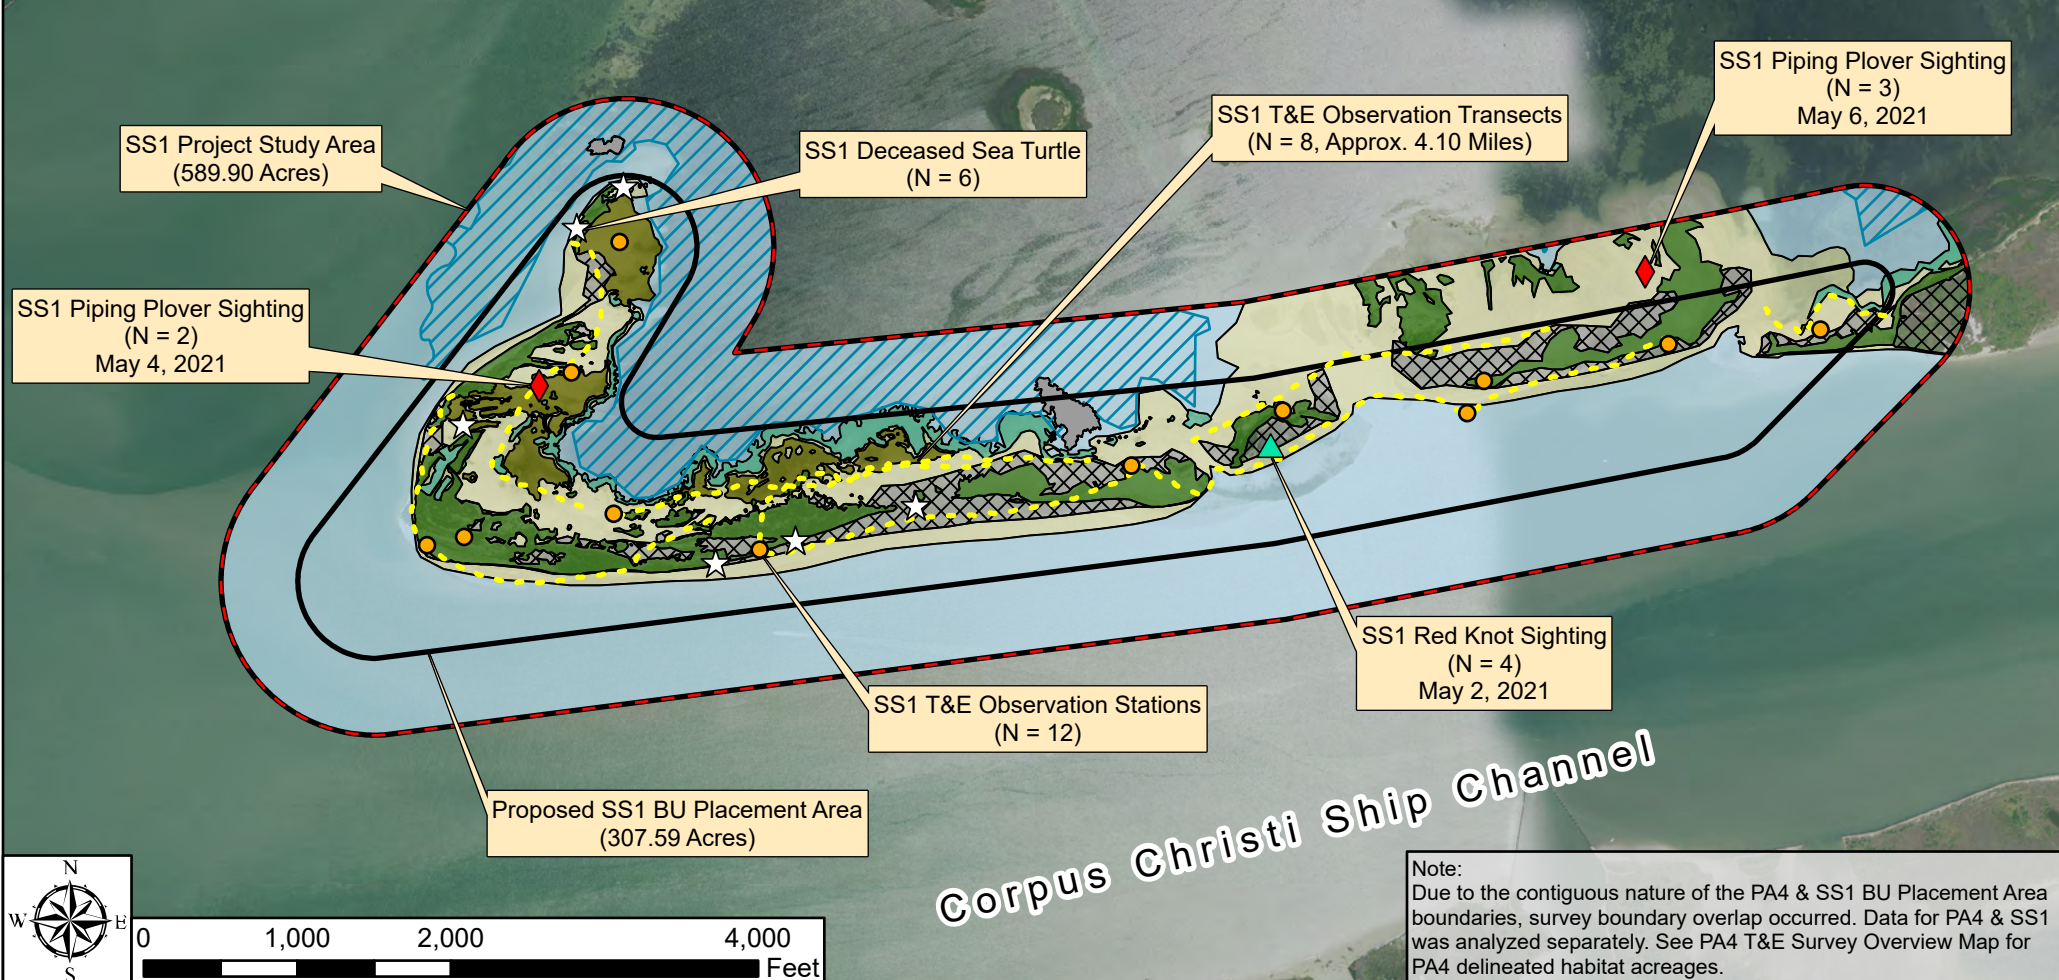 SS1 Piping Plover Sighting
(N = 3)
May 6, 2021
SS1 T&E Observation Transects
(N = 8, Approx. 4.10 Miles)
SS1 Project Study Area
(589.90 Acres)
SS1 Deceased Sea Turtle
(N = 6)
SS1 Piping Plover Sighting
(N = 2)
May 4, 2021
SS1 Red Knot Sighting
(N = 4)
May 2, 2021
SS1 T&E Observation Stations
(N = 12)
Proposed SS1 BU Placement Area
(307.59 Acres)
Corpus Christi Ship Channel
N
W E
S
0 1,000 2,000 4,000
Feet
Note:
Due to the contiguous nature of the PA4 & SS1 BU Placement Area
boundaries, survey boundary overlap occurred. Data for PA4 & SS1
was analyzed separately. See PA4 T&E Survey Overview Map for
PA4 delineated habitat acreages.